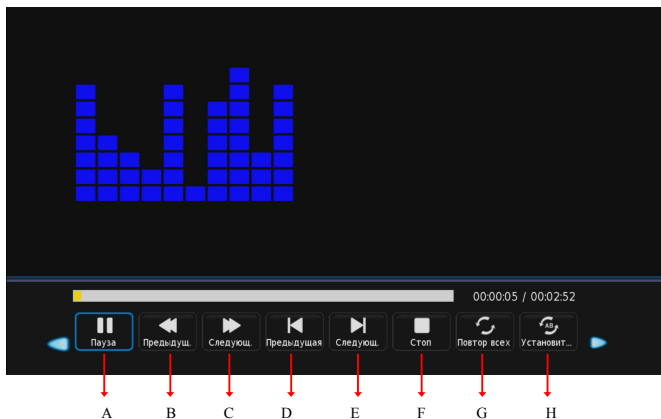 00:00:05 / 00:02:52
Пауза Предыдущ. Следующ. Предыдущая Следующ. Стоп Повтор всех Установит...
A B C D E F G H